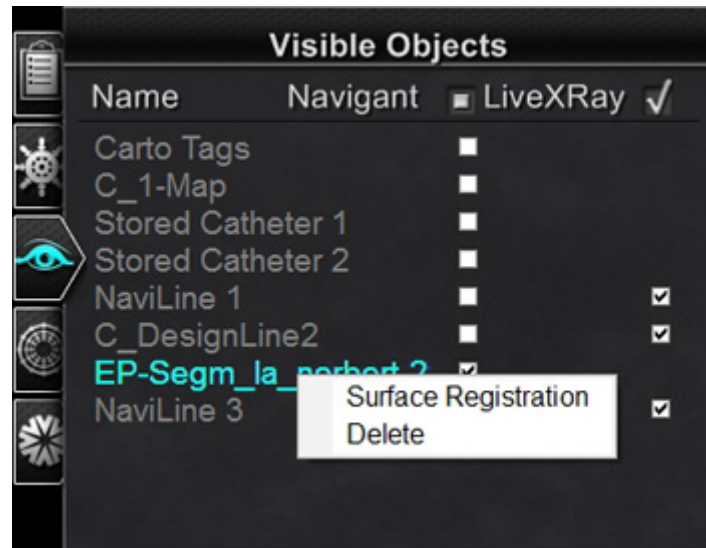 Visible Objects
Name Navigant LiveXRay
Carto Tags
C_1-Map
Stored Catheter 1
Stored Catheter 2
NaviLine 1
C_DesignLine2
EP-Segm_la_norbort 2
NaviLine 3
Surface Registration
Delete